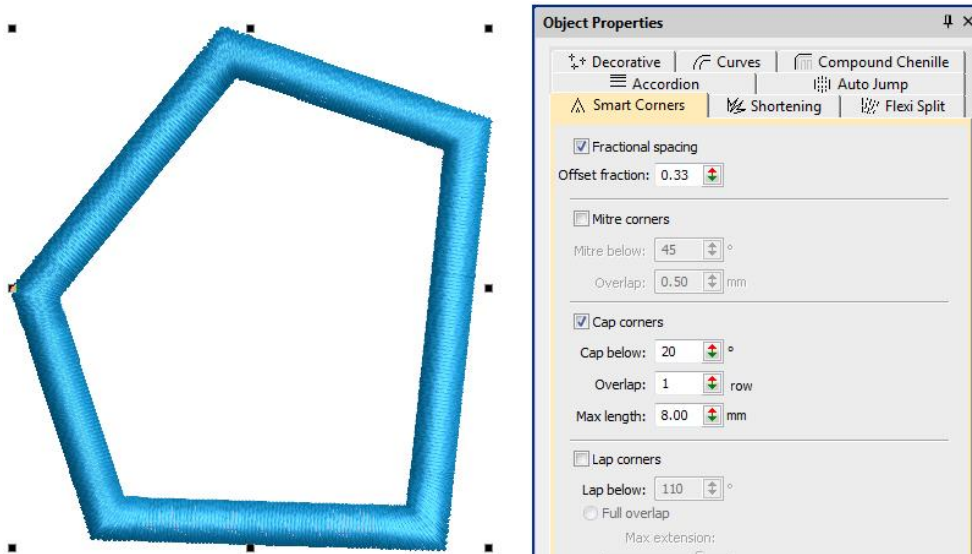 Object Properties
Decorative Curves Compound Chenille
Accordion Auto Jump
Smart Corners Shortening Flexi Split
Fractional spacing
Offset fraction: 0.33
Mitre corners
Mitre below: 45 °
Overlap: 0.50 mm
Cap corners
Cap below: 20 °
Overlap: 1 row
Max length: 8.00 mm
Lap corners
Lap below: 110 °
Full overlap
Max extension: